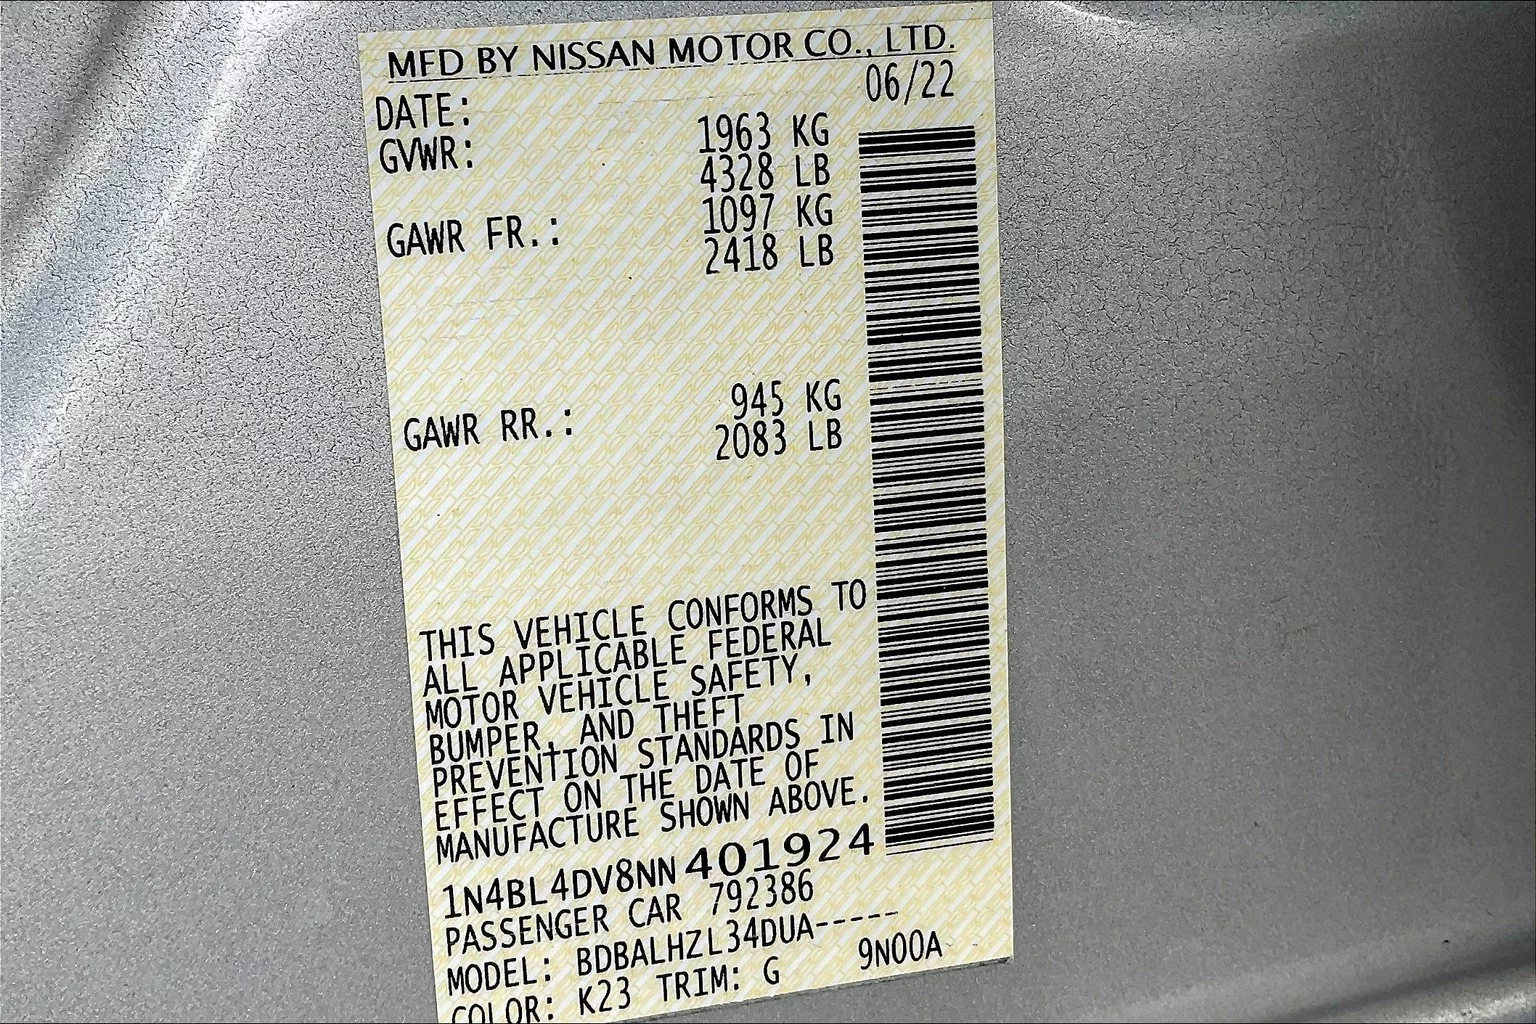 MFD BY NISSAN MOTOR CO., LTD.
DATE: 06/22
GVWR: 1963 KG
4328 LB
GAWR FR.: 1097 KG
2418 LB
GAWR RR.: 945 KG
2083 LB
THIS VEHICLE CONFORMS TO
ALL APPLICABLE FEDERAL
MOTOR VEHICLE SAFETY,
BUMPER, AND THEFT
PREVENTION STANDARDS IN
EFFECT ON THE DATE OF
MANUFACTURE SHOWN ABOVE.
1N4BL4DV8NN401924
PASSENGER CAR 792386
MODEL: BDBALHZL34DUA-----
COLOR: K23 TRIM: G 9N00A